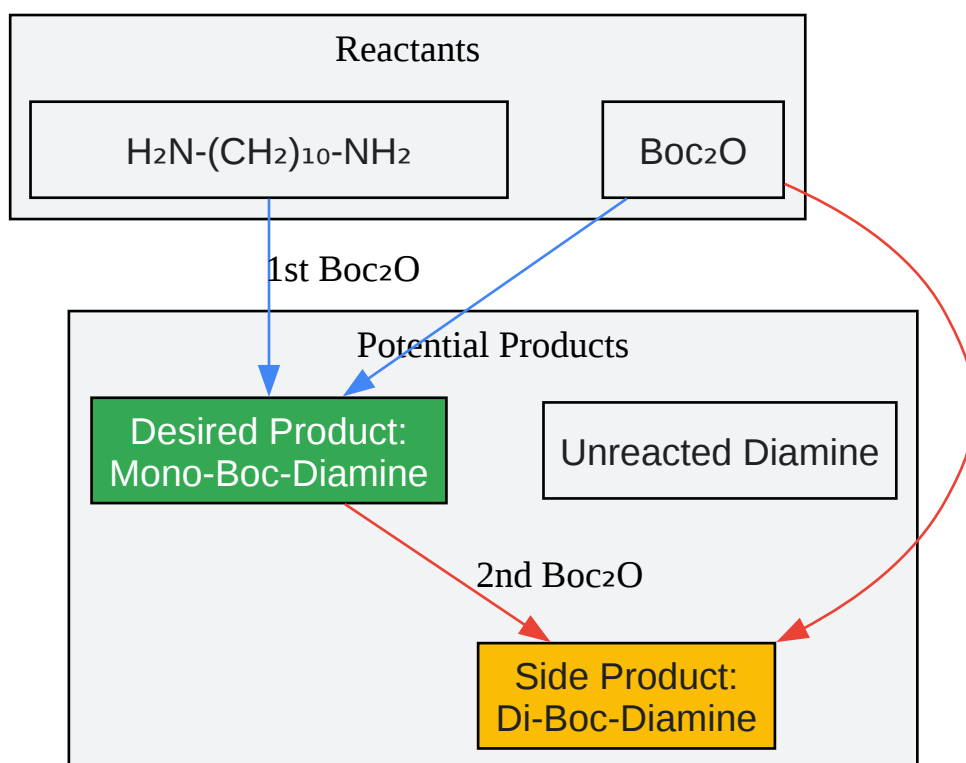 Reactants
H₂N-(CH₂)₁₀-NH₂
Boc₂O
1st Boc₂O
Potential Products
Desired Product:
Mono-Boc-Diamine
Unreacted Diamine
2nd Boc₂O
Side Product:
Di-Boc-Diamine